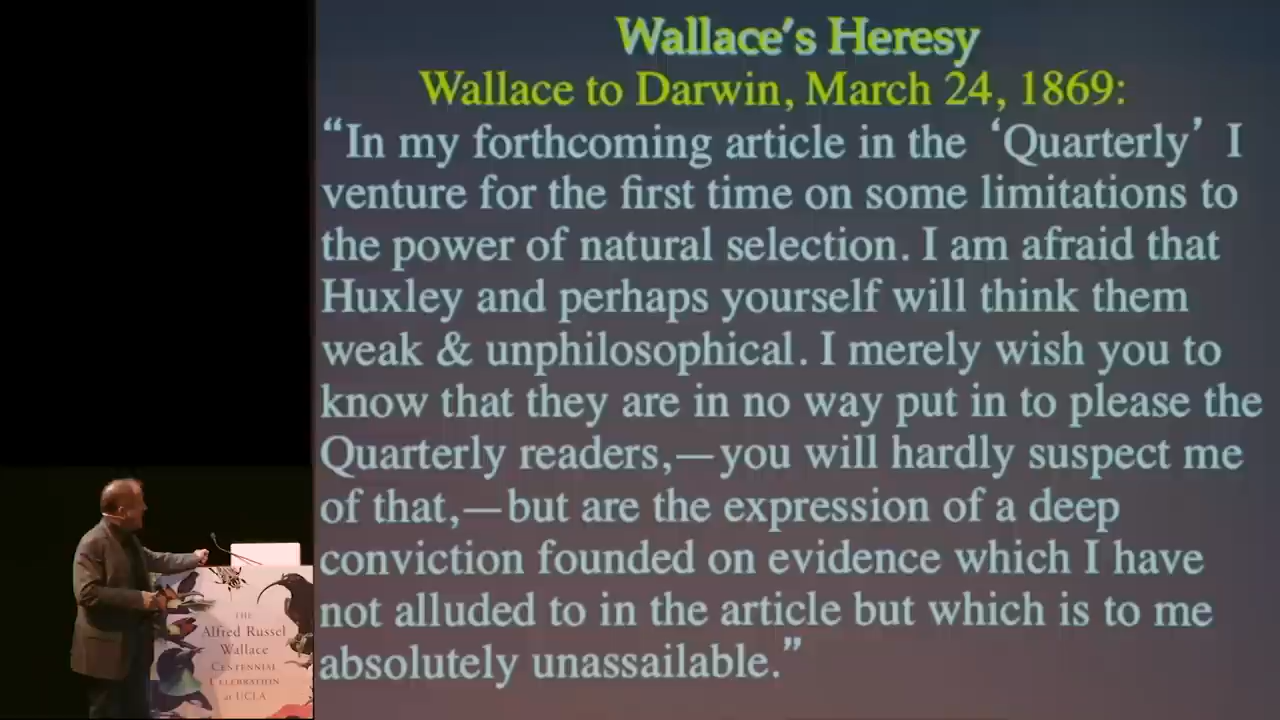 Wallace's Heresy
Wallace to Darwin, March 24, 1869:
“In my forthcoming article in the ‘Quarterly’ I
venture for the first time on some limitations to
the power of natural selection. I am afraid that
Huxley and perhaps yourself will think them
weak & unphilosophical. I merely wish you to
know that they are in no way put in to please the
Quarterly readers,—you will hardly suspect me
of that,—but are the expression of a deep
conviction founded on evidence which I have
not alluded to in the article but which is to me
absolutely unassailable.”
THE
Alfred Russel
Wallace
CENTENNIAL
CELEBRATION
at UCLA